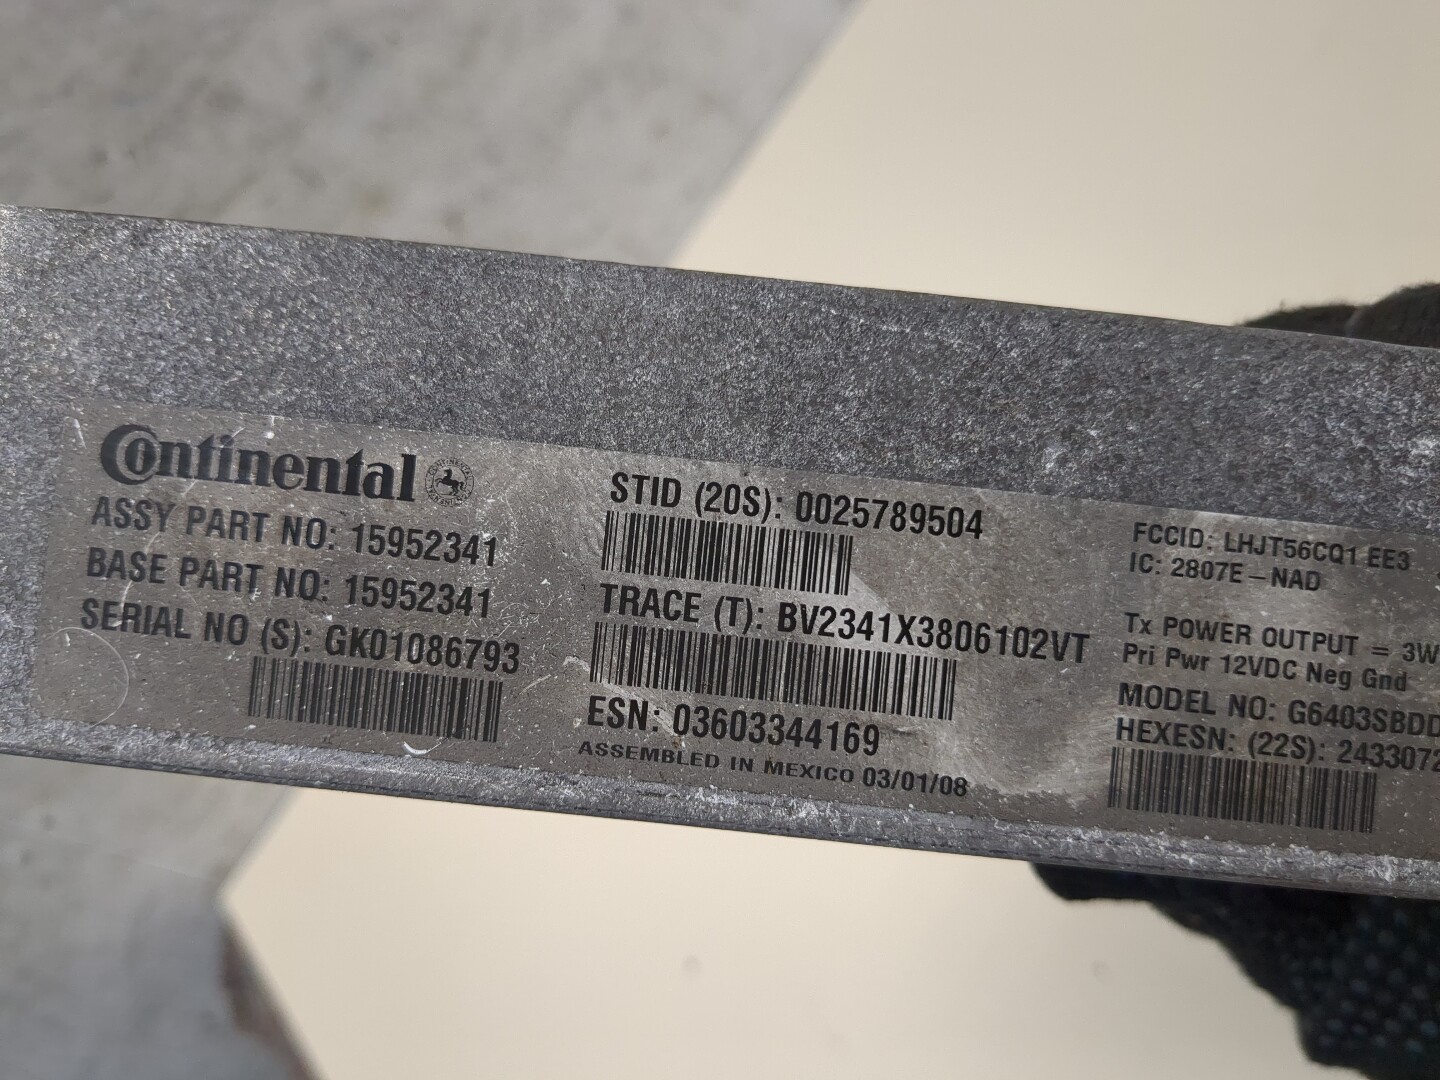 Continental
ASSY PART NO: 15952341
BASE PART NO: 15952341
SERIAL NO (S): GK01086793
STID (20S): 0025789504
TRACE (T): BV2341X3806102VT
ESN: 03603344169
ASSEMBLED IN MEXICO 03/01/08
FCCID: LHJT56CQ1 EE3
IC: 2807E-NAD
Tx POWER OUTPUT = 3W
Pri Pwr 12VDC Neg Gnd
MODEL NO: G6403SBDD
HEXESN: (22S): 2433072